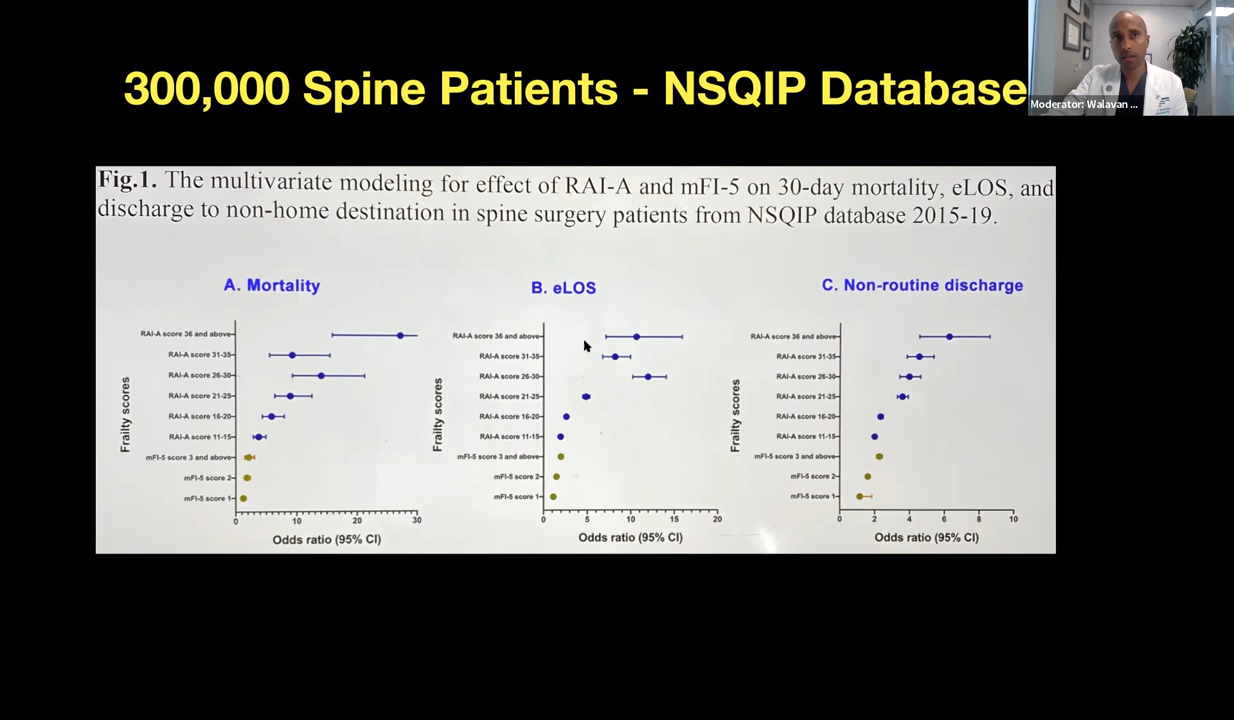 300,000 Spine Patients - NSQIP Database
Moderator: Walavan ...
Fig.1. The multivariate modeling for effect of RAI-A and mFI-5 on 30-day mortality, eLOS, and
discharge to non-home destination in spine surgery patients from NSQIP database 2015-19.
A. Mortality
Frailty scores
RAI-A score 36 and above
RAI-A score 31-35
RAI-A score 26-30
RAI-A score 21-25
RAI-A score 16-20
RAI-A score 11-15
mFI-5 score 3 and above
mFI-5 score 2
mFI-5 score 1
0 10 20 30
Odds ratio (95% CI)
B. eLOS
Frailty scores
RAI-A score 36 and above
RAI-A score 31-35
RAI-A score 26-30
RAI-A score 21-25
RAI-A score 16-20
RAI-A score 11-15
mFI-5 score 3 and above
mFI-5 score 2
mFI-5 score 1
0 5 10 15 20
Odds ratio (95% CI)
C. Non-routine discharge
Frailty scores
RAI-A score 36 and above
RAI-A score 31-35
RAI-A score 26-30
RAI-A score 21-25
RAI-A score 16-20
RAI-A score 11-15
mFI-5 score 3 and above
mFI-5 score 2
mFI-5 score 1
0 2 4 6 8 10
Odds ratio (95% CI)